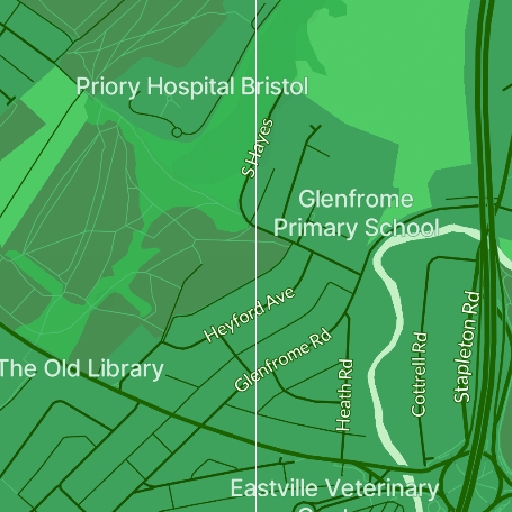 Priory Hospital Bristol
S Hayes
Glenfrome
Primary School
Heyford Ave
Glenfrome Rd
Heath Rd
Cottrell Rd
Stapleton Rd
The Old Library
Eastville Veterinary